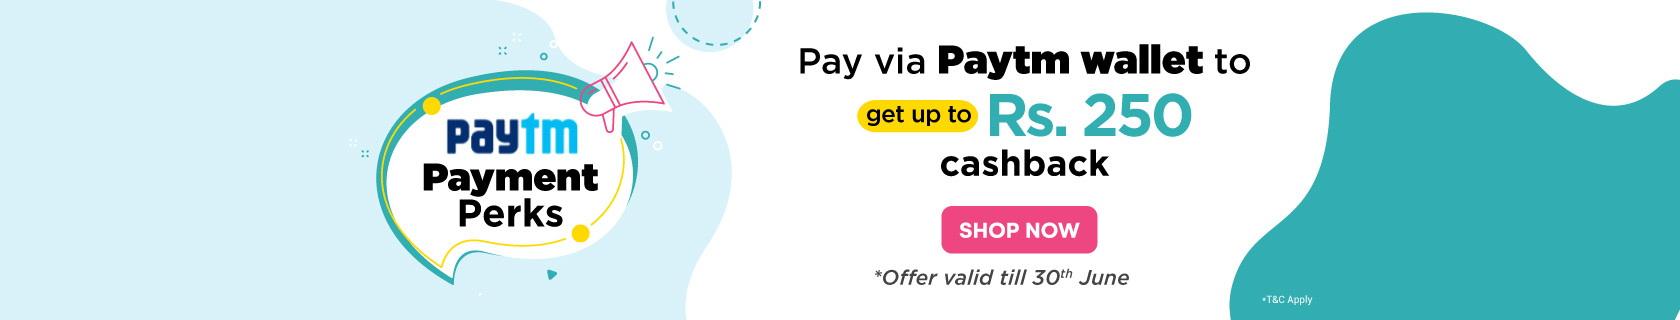 paytm
Payment
Perks
Pay via Paytm wallet to
get up to Rs. 250
cashback
SHOP NOW
*Offer valid till 30th June
*T&C Apply